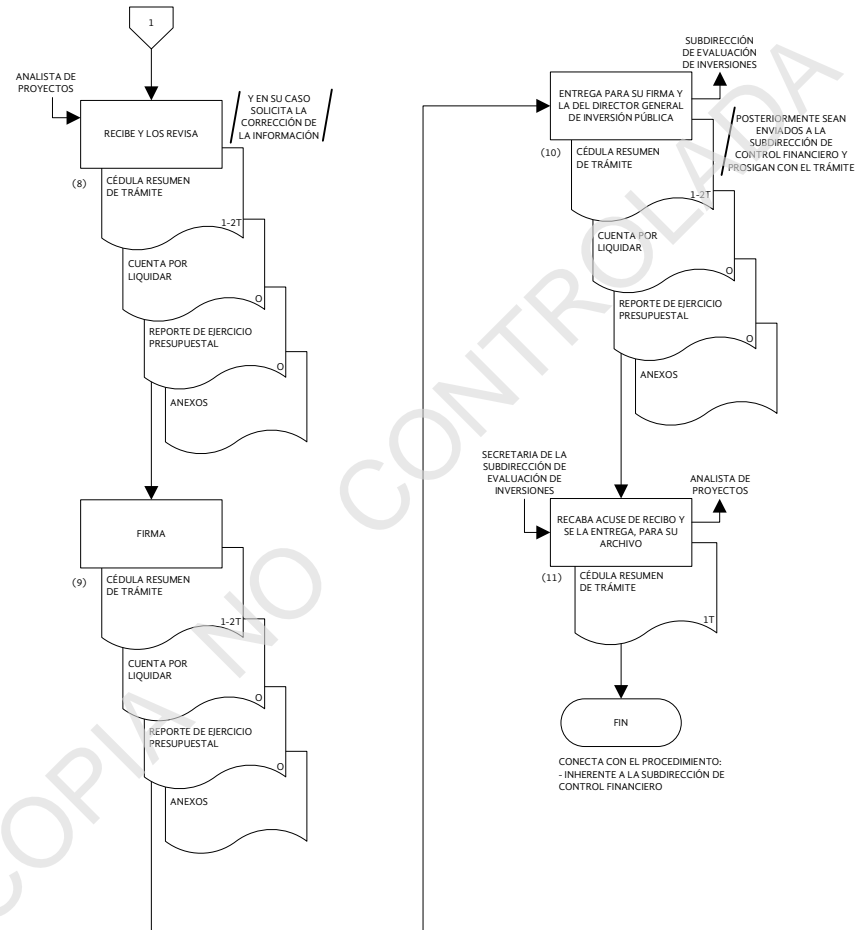 1
ANALISTA DE
PROYECTOS
RECIBE Y LOS REVISA
Y EN SU CASO
SOLICITA LA
CORRECCIÓN DE
LA INFORMACIÓN
(8)
CÉDULA RESUMEN
DE TRÁMITE
1-2T
CUENTA POR
LIQUIDAR
O
REPORTE DE EJERCICIO
PRESUPUESTAL
O
ANEXOS
FIRMA
(9)
CÉDULA RESUMEN
DE TRÁMITE
1-2T
CUENTA POR
LIQUIDAR
O
REPORTE DE EJERCICIO
PRESUPUESTAL
O
ANEXOS
SUBDIRECCIÓN
DE EVALUACIÓN
DE INVERSIONES
ENTREGA PARA SU FIRMA Y
LA DEL DIRECTOR GENERAL
DE INVERSIÓN PÚBLICA
POSTERIORMENTE SEAN
ENVIADOS A LA
SUBDIRECCIÓN DE
CONTROL FINANCIERO Y
PROSIGAN CON EL TRÁMITE
(10)
CÉDULA RESUMEN
DE TRÁMITE
1-2T
CUENTA POR
LIQUIDAR
O
REPORTE DE EJERCICIO
PRESUPUESTAL
O
ANEXOS
SECRETARIA DE LA
SUBDIRECCIÓN DE
EVALUACIÓN DE
INVERSIONES
ANALISTA DE
PROYECTOS
RECABA ACUSE DE RECIBO Y
SE LA ENTREGA, PARA SU
ARCHIVO
(11)
CÉDULA RESUMEN
DE TRÁMITE
1T
FIN
CONECTA CON EL PROCEDIMIENTO:
- INHERENTE A LA SUBDIRECCIÓN DE
CONTROL FINANCIERO
COPIA NO CONTROLADA